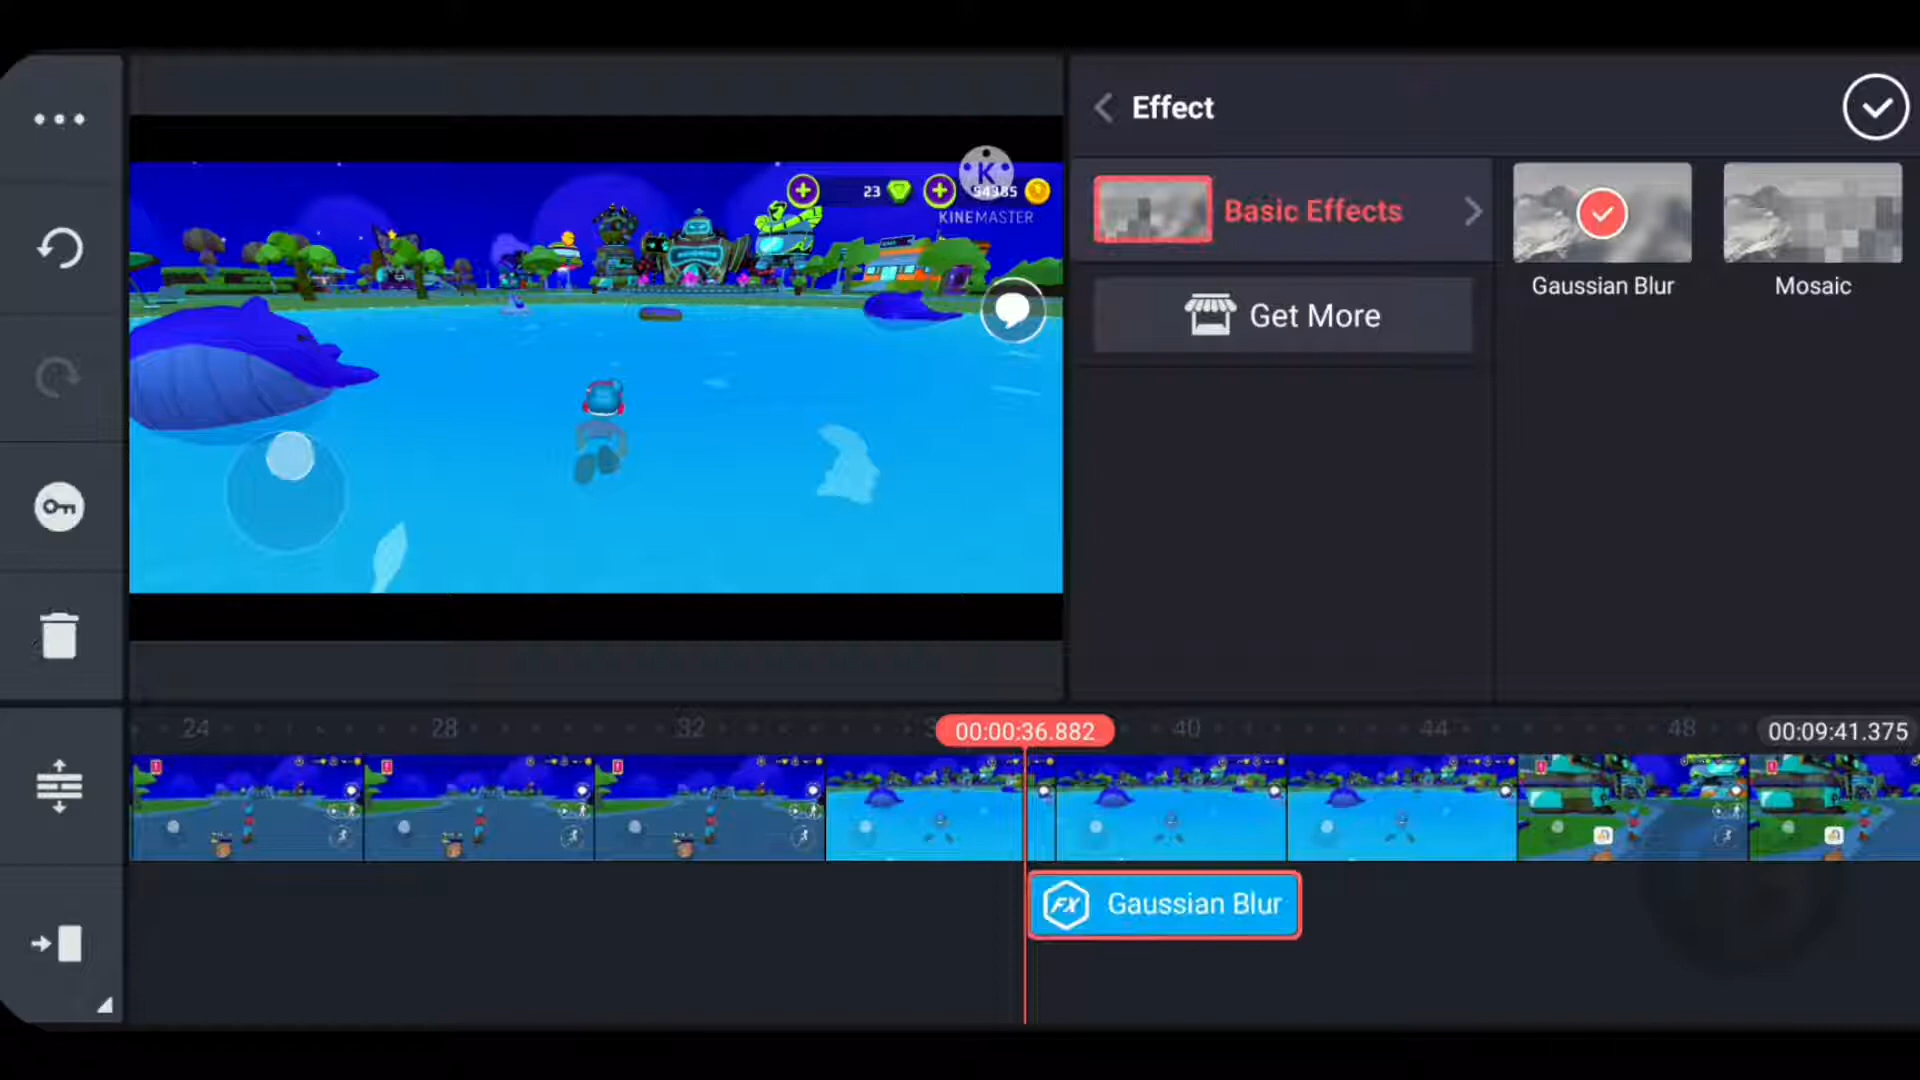 Effect
23
94385
K
KINEMASTER
Basic Effects
Get More
Gaussian Blur
Mosaic
24
28
32
00:00:36.882
40
44
48
00:09:41.375
FX Gaussian Blur